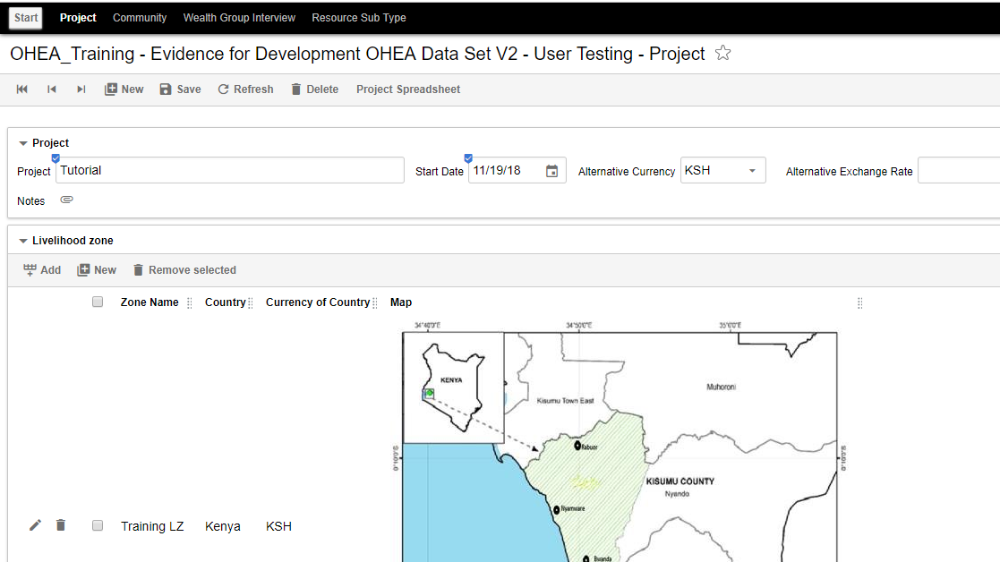 Start Project Community Wealth Group Interview Resource Sub Type
OHEA_Training - Evidence for Development OHEA Data Set V2 - User Testing - Project
New Save Refresh Delete Project Spreadsheet
Project
Project Tutorial Start Date 11/19/18 Alternative Currency KSH Alternative Exchange Rate
Notes
Livelihood zone
Add New Remove selected
Zone Name Country Currency of Country Map
34°40'0"E 34°50'0"E 35°0'0"E
KENYA
Muhoroni
Kisumu Town East
Rabuor
0°10'0"S 0°10'0"S
KISUMU COUNTY
Nyando
Nyamware
Training LZ Kenya KSH